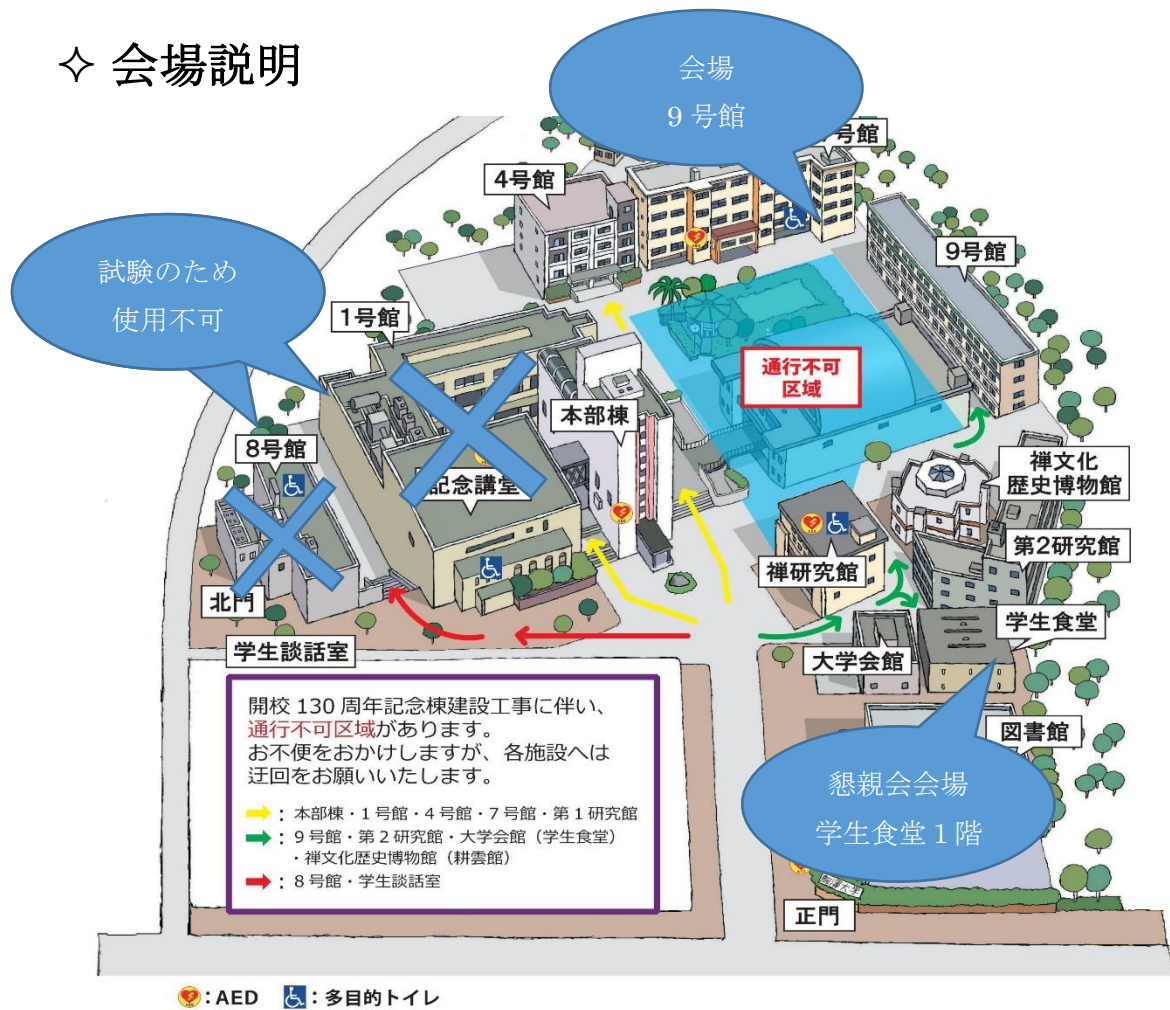 ✧ 会場説明
会場
9 号館
号館
4号館
9号館
試験のため
使用不可
1号館
通行不可
区域
本部棟
8号館
記念講堂
禅文化
歴史博物館
第2研究館
禅研究館
北門
学生食堂
学生談話室
大学会館
開校 130 周年記念棟建設工事に伴い、
通行不可区域があります。
お不便をおかけしますが、各施設へは
迂回をお願いいたします。
：本部棟・1号館・4号館・7号館・第1研究館
：9号館・第2研究館・大学会館（学生食堂）
・禅文化歴史博物館（耕雲館）
：8号館・学生談話室
図書館
懇親会会場
学生食堂 1 階
駒澤大学
正門
：AED ：多目的トイレ